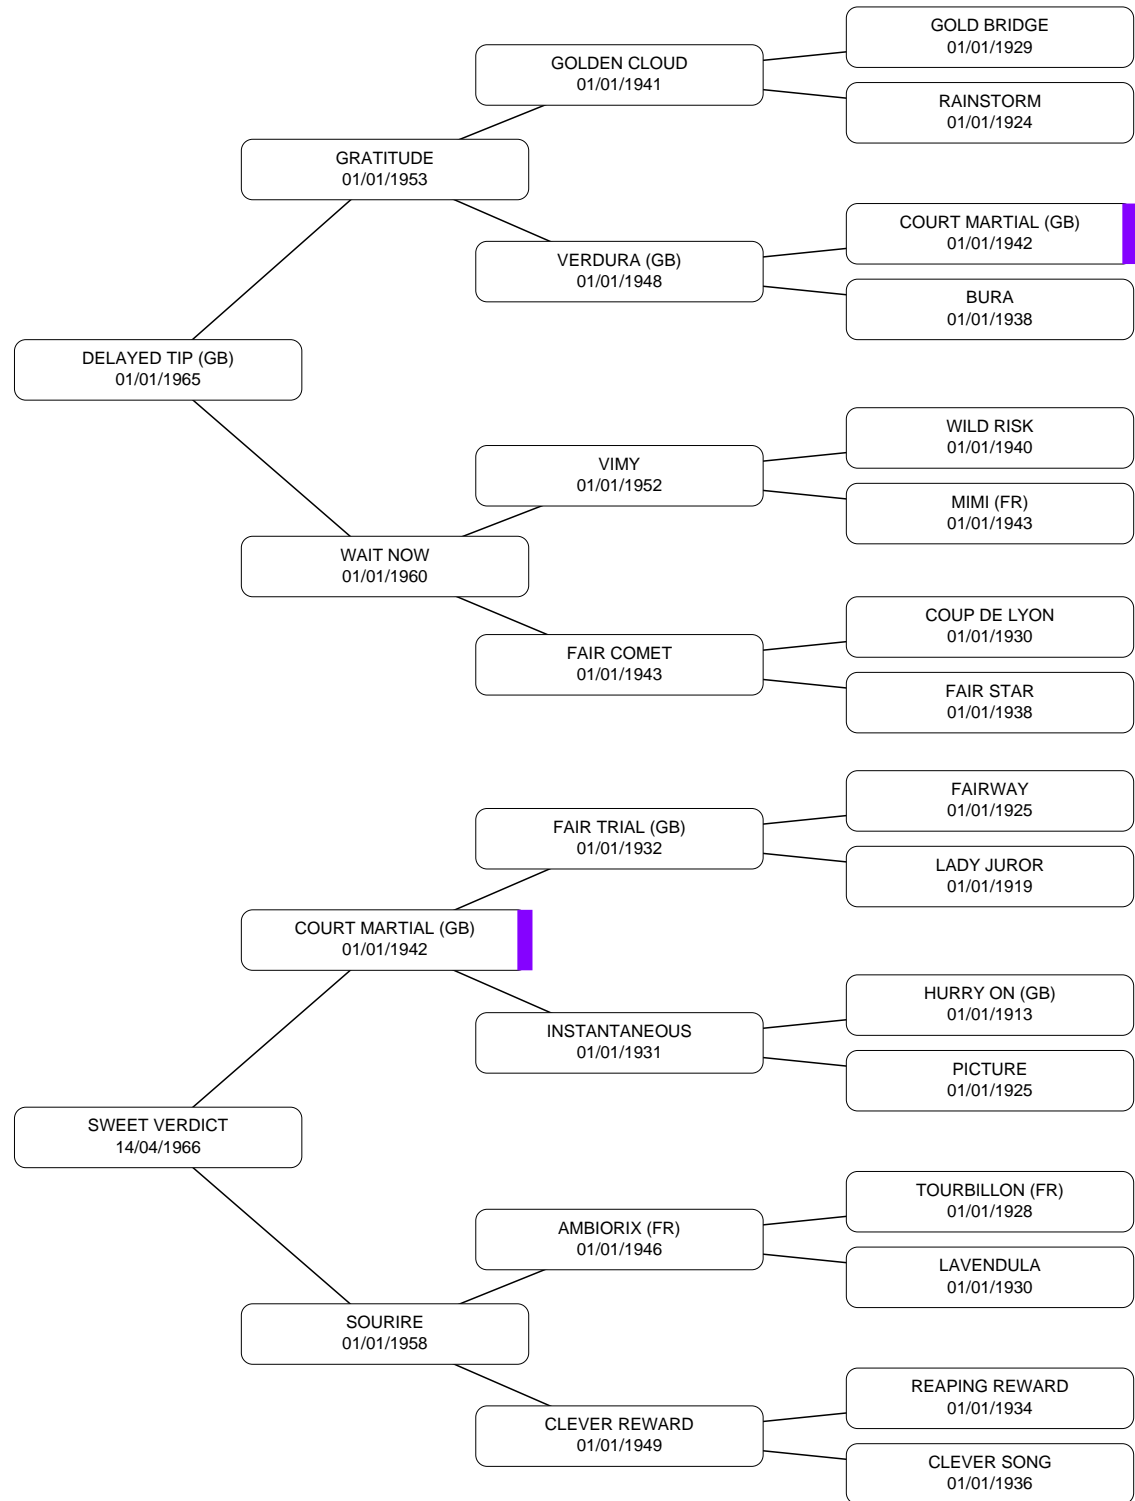 GOLD BRIDGE
01/01/1929
GOLDEN CLOUD
01/01/1941
RAINSTORM
01/01/1924
GRATITUDE
01/01/1953
COURT MARTIAL (GB)
01/01/1942
VERDURA (GB)
01/01/1948
BURA
01/01/1938
DELAYED TIP (GB)
01/01/1965
WILD RISK
01/01/1940
VIMY
01/01/1952
MIMI (FR)
01/01/1943
WAIT NOW
01/01/1960
COUP DE LYON
01/01/1930
FAIR COMET
01/01/1943
FAIR STAR
01/01/1938
FAIRWAY
01/01/1925
FAIR TRIAL (GB)
01/01/1932
LADY JUROR
01/01/1919
COURT MARTIAL (GB)
01/01/1942
HURRY ON (GB)
01/01/1913
INSTANTANEOUS
01/01/1931
PICTURE
01/01/1925
SWEET VERDICT
14/04/1966
TOURBILLON (FR)
01/01/1928
AMBIORIX (FR)
01/01/1946
LAVENDULA
01/01/1930
SOURIRE
01/01/1958
REAPING REWARD
01/01/1934
CLEVER REWARD
01/01/1949
CLEVER SONG
01/01/1936